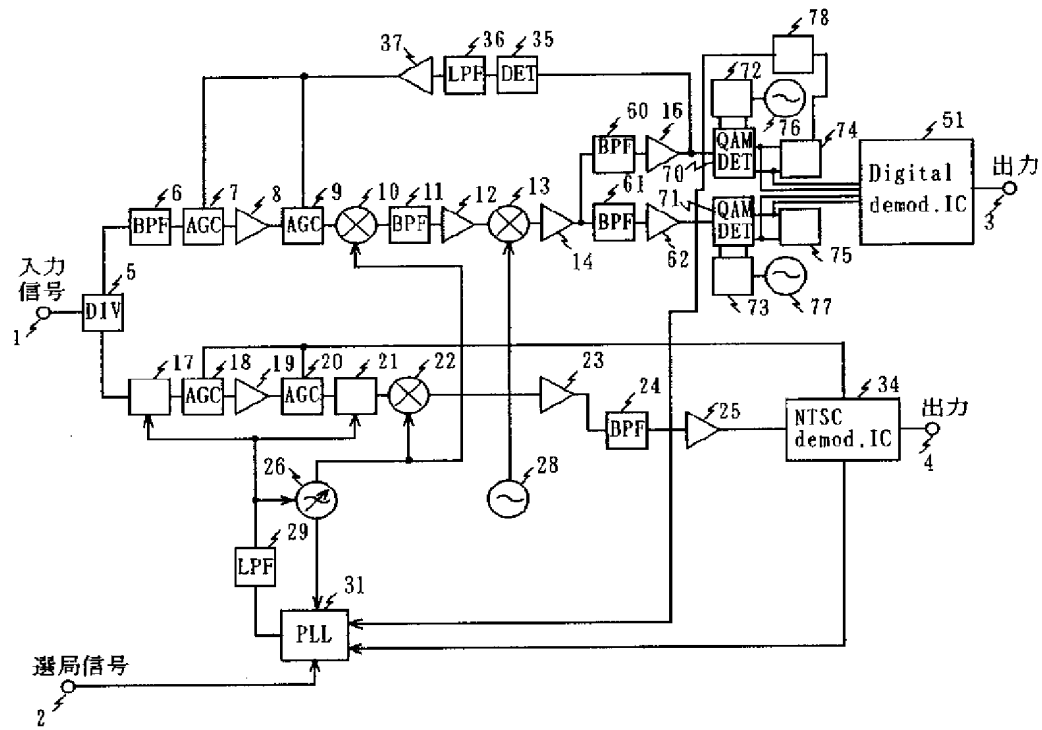 78
37
36
35
LPF
DET
72
60
16
76
74
51
BPF
QAM
DET
70
6
7
8
9
10
11
12
13
61
71
Digital
demod.IC
出力
3
BPF
AGC
AGC
BPF
BPF
QAM
DET
14
62
75
入力
信号
1
5
DIV
73
77
17
18
19
20
21
22
23
24
25
34
AGC
AGC
BPF
NTSC
demod.IC
出力
4
26
28
29
LPF
31
PLL
選局信号
2